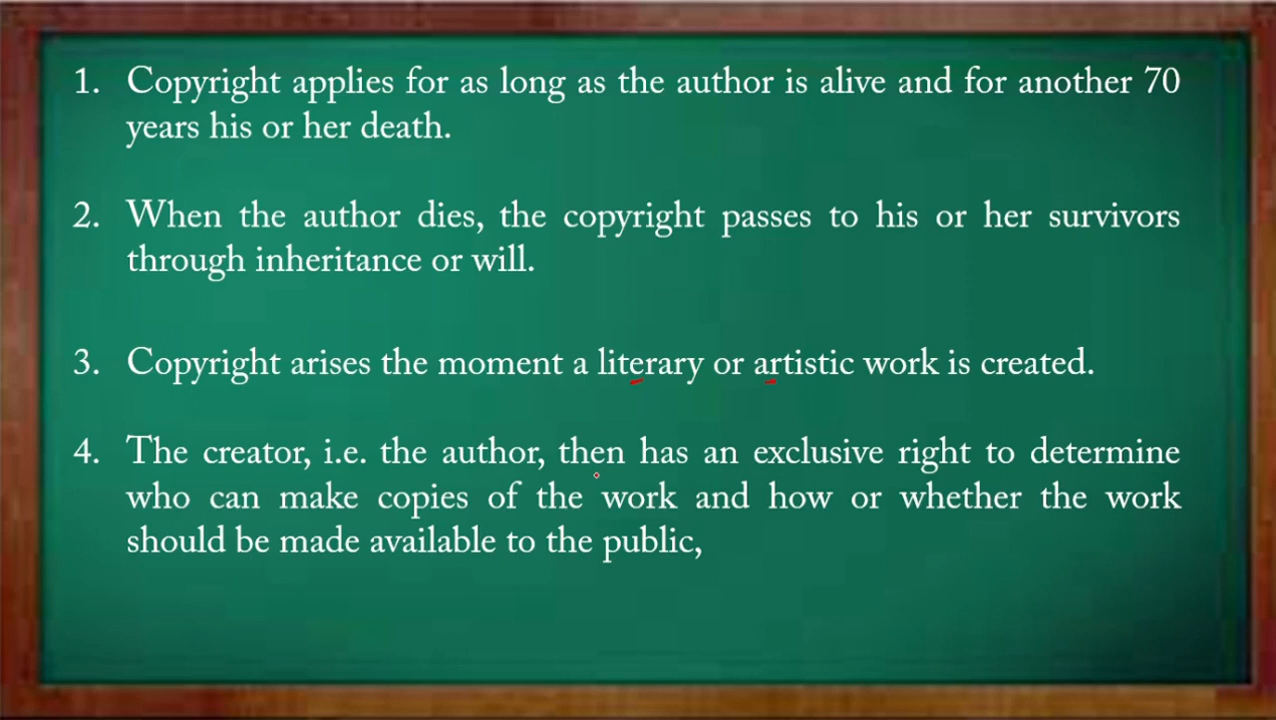 1. Copyright applies for as long as the author is alive and for another 70
years his or her death.
2. When the author dies, the copyright passes to his or her survivors
through inheritance or will.
3. Copyright arises the moment a literary or artistic work is created.
4. The creator, i.e. the author, then has an exclusive right to determine
who can make copies of the work and how or whether the work
should be made available to the public,